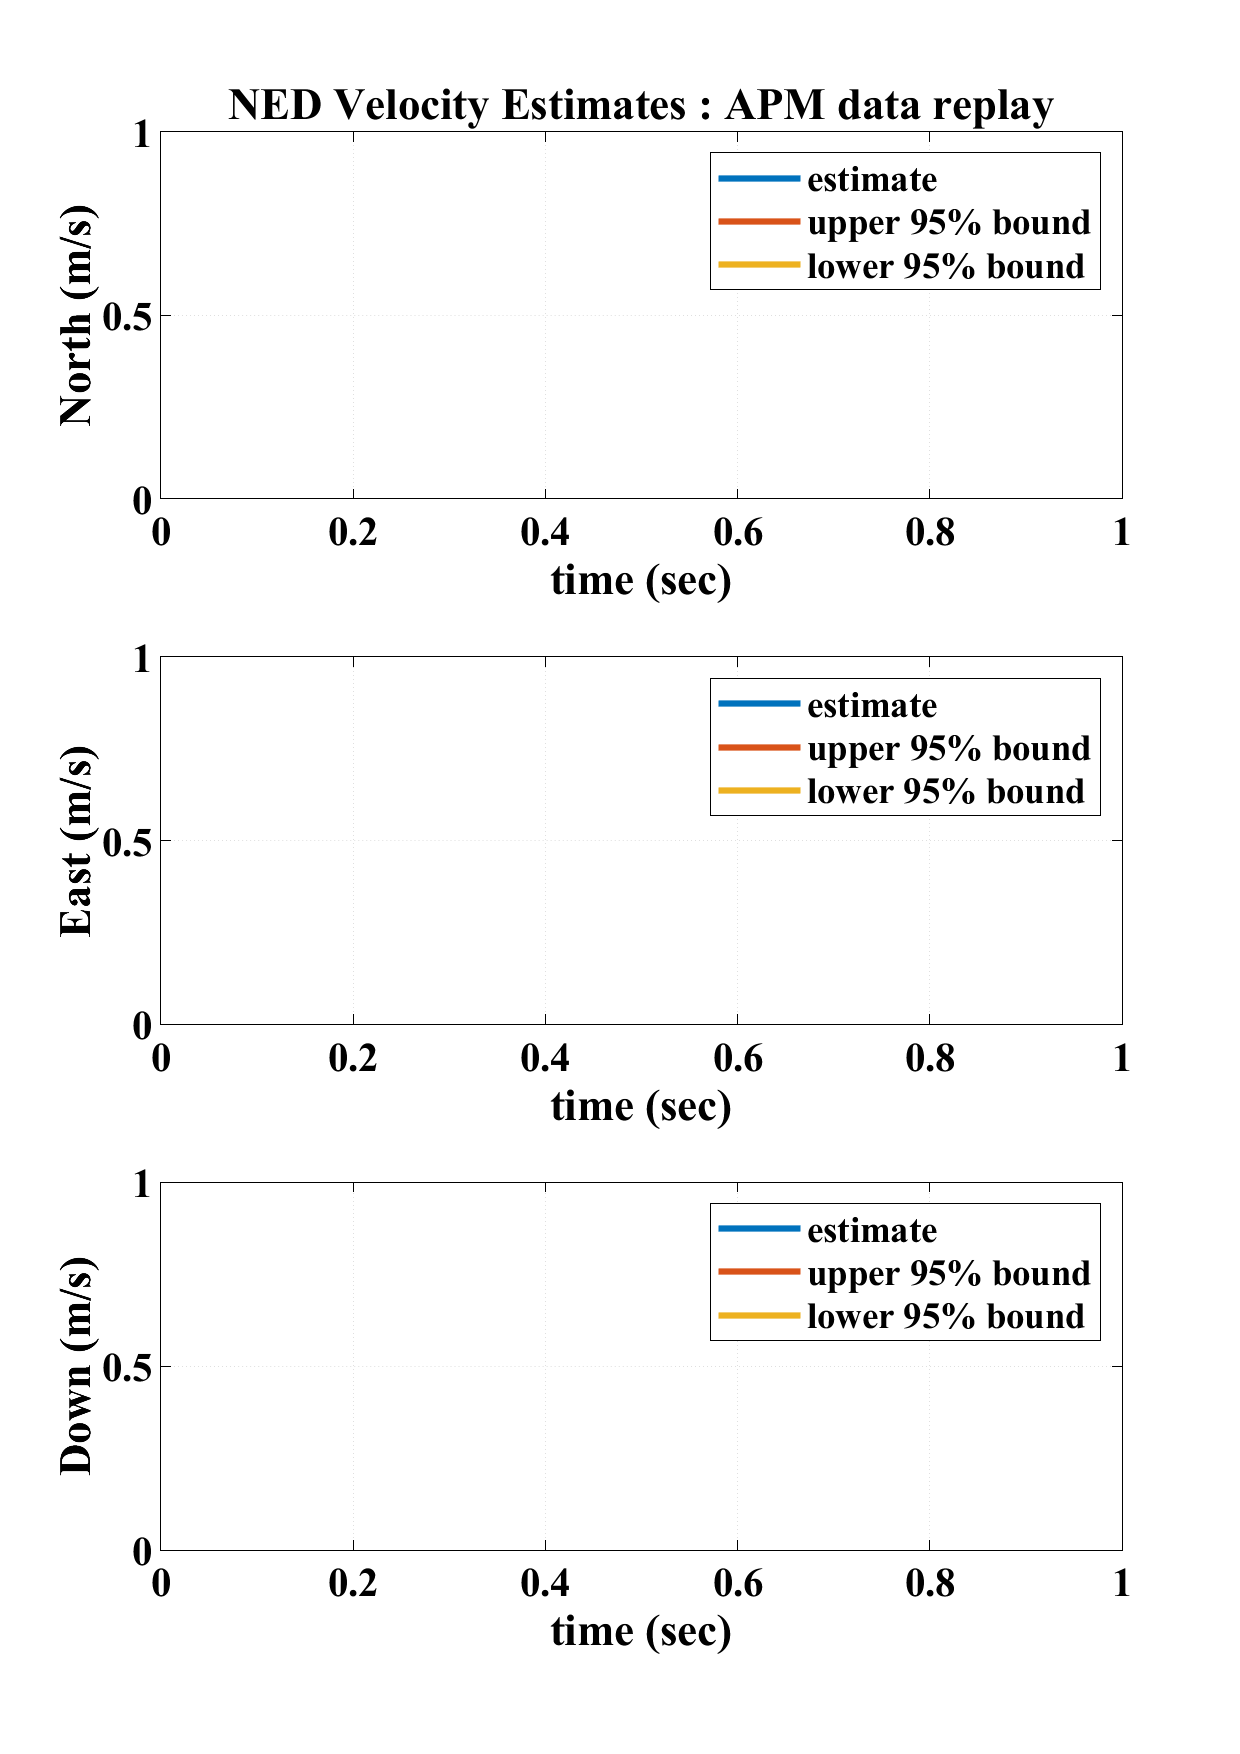 NED Velocity Estimates : APM data replay
1
0.5
0
North (m/s)
estimate
upper 95% bound
lower 95% bound
0 0.2 0.4 0.6 0.8 1
time (sec)
1
0.5
0
East (m/s)
estimate
upper 95% bound
lower 95% bound
0 0.2 0.4 0.6 0.8 1
time (sec)
1
0.5
0
Down (m/s)
estimate
upper 95% bound
lower 95% bound
0 0.2 0.4 0.6 0.8 1
time (sec)